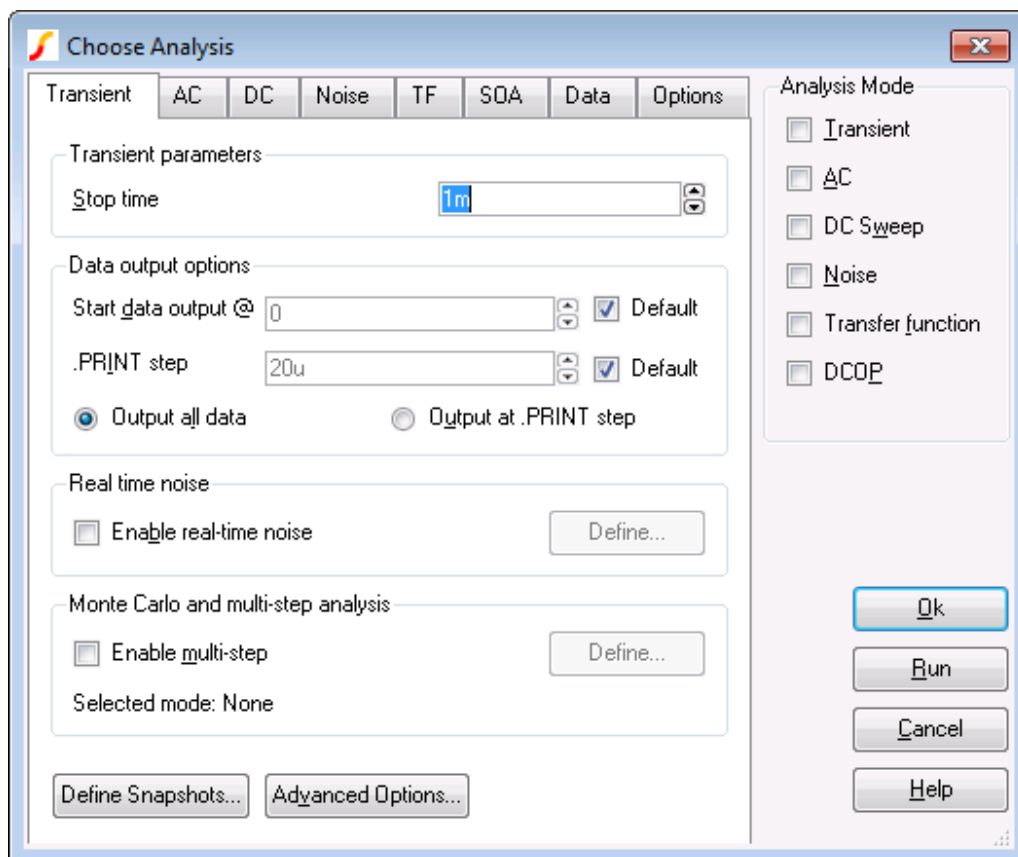 Choose Analysis
Transient AC DC Noise TF SOA Data Options
Transient parameters
Stop time 1m
Data output options
Start data output @ 0 Default
.PRINT step 20u Default
Output all data Output at .PRINT step
Real time noise
Enable real-time noise Define...
Monte Carlo and multi-step analysis
Enable multi-step Define...
Selected mode: None
Define Snapshots... Advanced Options...
Analysis Mode
Transient
AC
DC Sweep
Noise
Transfer function
DCOP
Ok
Run
Cancel
Help